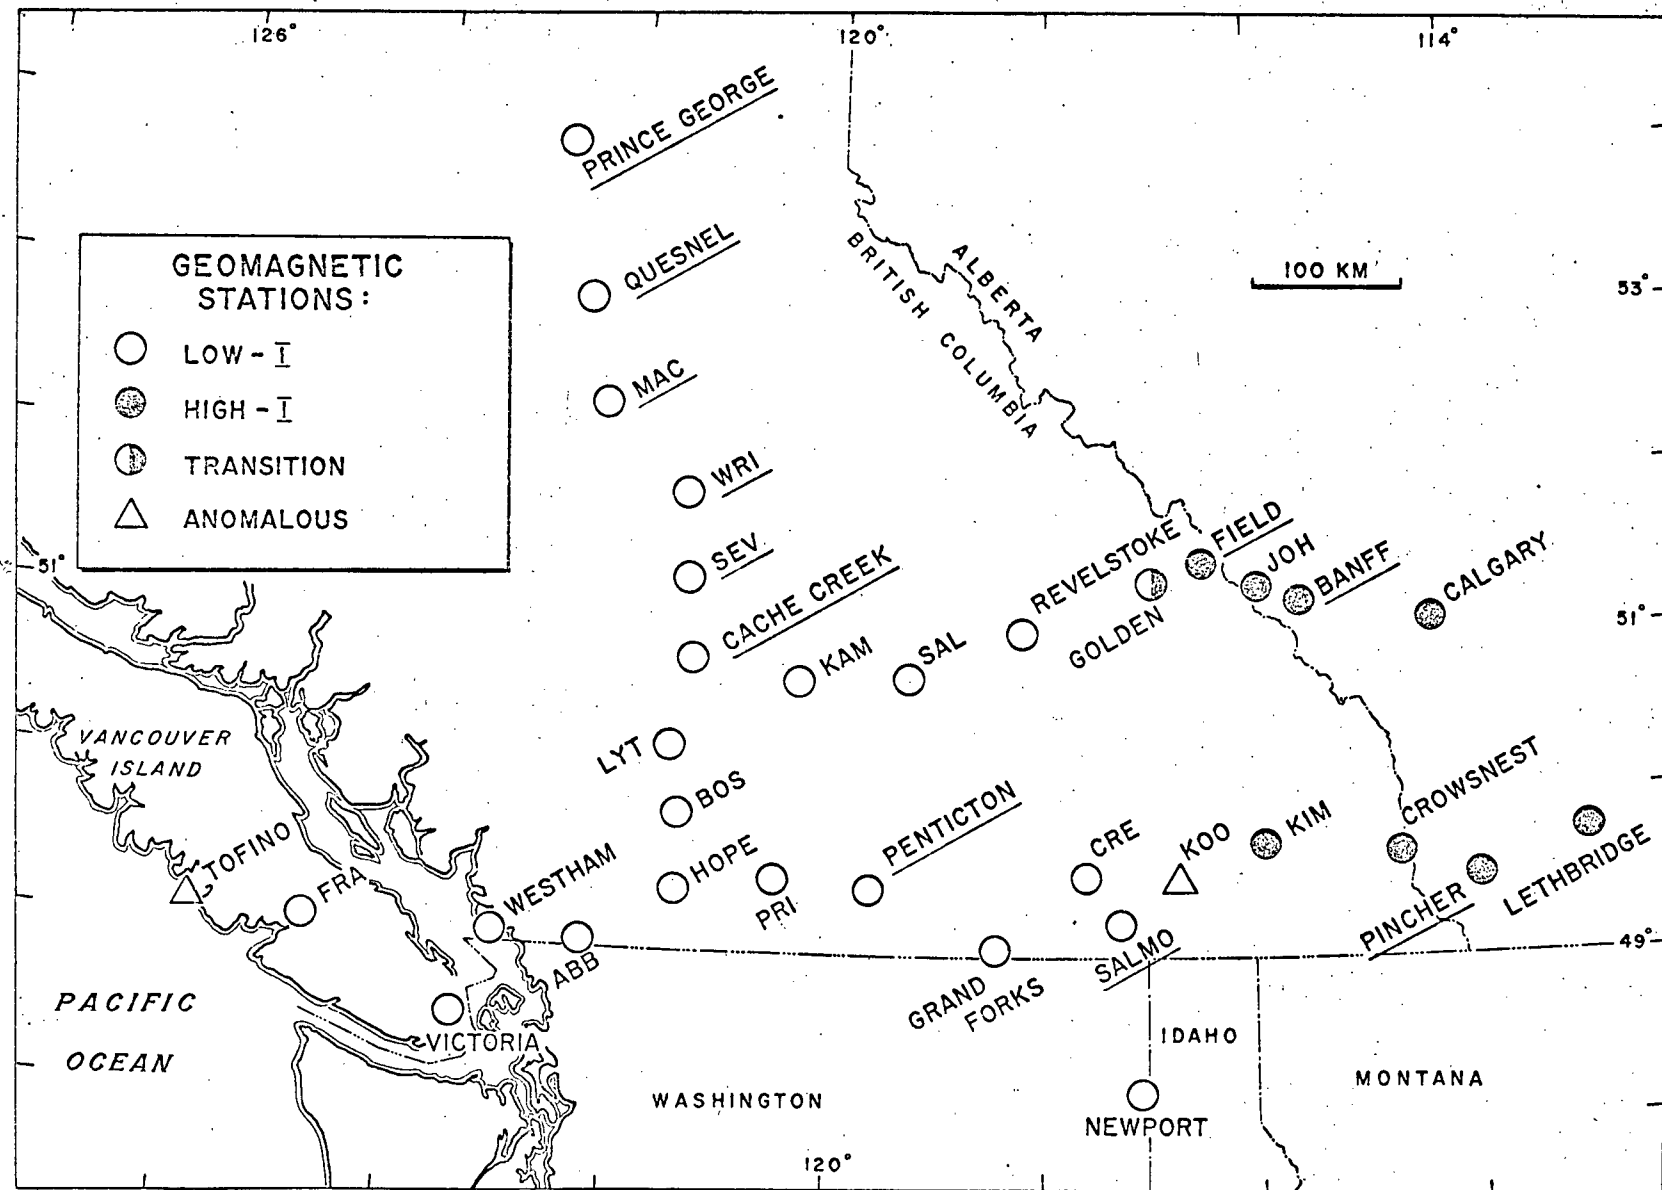 126°
120°
114°
PRINCE GEORGE
QUESNEL
ALBERTA
BRITISH COLUMBIA
100 KM
53°
GEOMAGNETIC
STATIONS:
LOW - I
HIGH - I
TRANSITION
ANOMALOUS
MAC
WRI
SEV
CACHE CREEK
51°
REVELSTOKE
FIELD
JOH
BANFF
CALGARY
51°
GOLDEN
KAM
SAL
VANCOUVER
ISLAND
LYT
BOS
TOFINO
FRA
WESTHAM
HOPE
PRI
PENTICTON
CRE
KOO
KIM
CROWSNEST
PINCHER
LETHBRIDGE
49°
ABB
GRAND
FORKS
SALMO
PACIFIC
OCEAN
VICTORIA
IDAHO
WASHINGTON
MONTANA
NEWPORT
120°